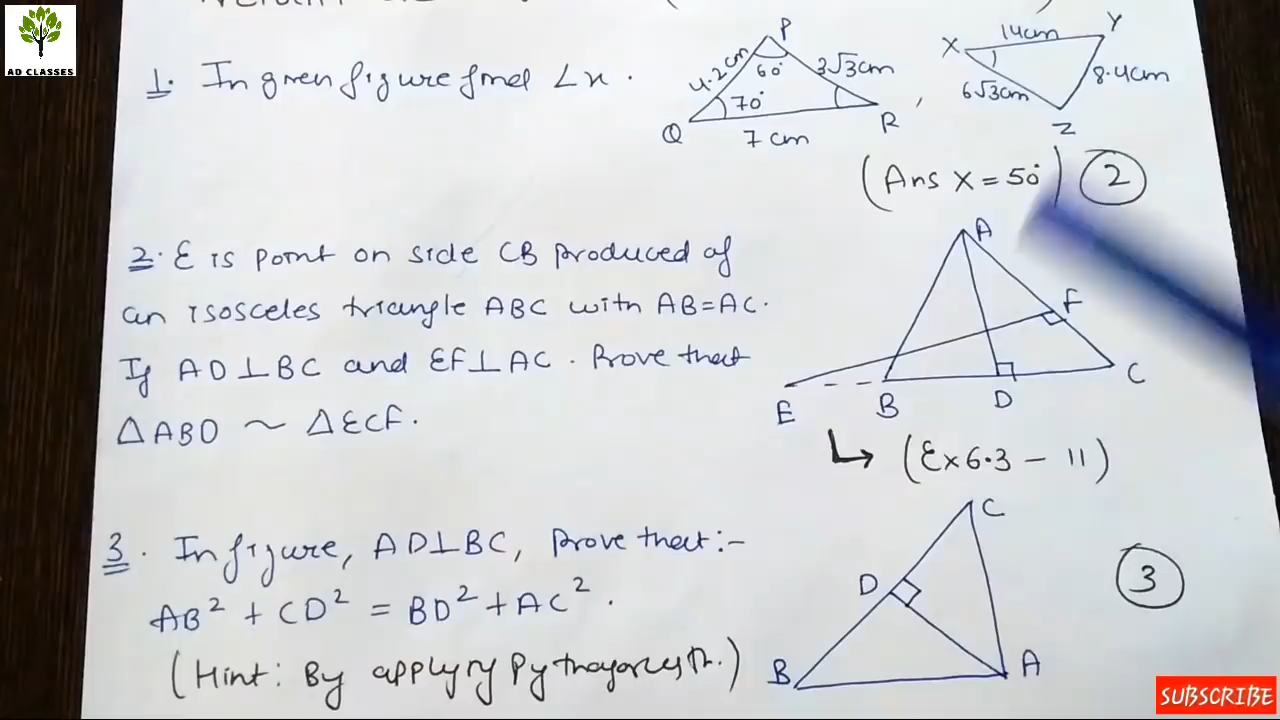 AD CLASSES
1. In given figure find ∠x.
P
4.2cm
60°
3√3cm
70°
Q
7cm
R
,
X
14cm
Y
6√3cm
8.4cm
Z
(Ans X = 50°) 2
2. E is point on side CB produced of
an isosceles triangle ABC with AB=AC.
If AD⊥BC and EF⊥AC. Prove that
△ABD ~ △ECF.
A
F
E
B
D
C
(Ex 6.3 - 11)
3. In figure, AD⊥BC, Prove that:-
AB² + CD² = BD² + AC².
(Hint: By applying Pythagores th.)
C
D
B
A
3
SUBSCRIBE